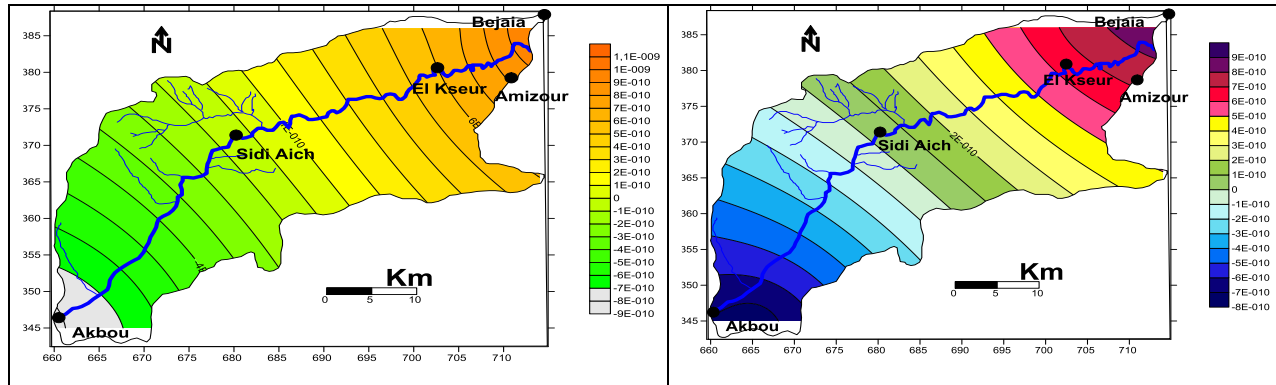 Bejaia
N
El Kseur
Amizour
Sidi Aich
Akbou
Km
0 5 10
385
380
375
370
365
360
355
350
345
660 665 670 675 680 685 690 695 700 705 710
1,1E-009
1E-009
9E-010
8E-010
7E-010
6E-010
5E-010
4E-010
3E-010
2E-010
1E-010
0
-1E-010
-2E-010
-3E-010
-4E-010
-5E-010
-6E-010
-7E-010
-8E-010
-9E-010
Bejaia
N
El Kseur
Amizour
Sidi Aich
2E-010
Akbou
Km
0 5 10
385
380
375
370
365
360
355
350
345
660 665 670 675 680 685 690 695 700 705 710
9E-010
8E-010
7E-010
6E-010
5E-010
4E-010
3E-010
2E-010
1E-010
0
-1E-010
-2E-010
-3E-010
-4E-010
-5E-010
-6E-010
-7E-010
-8E-010